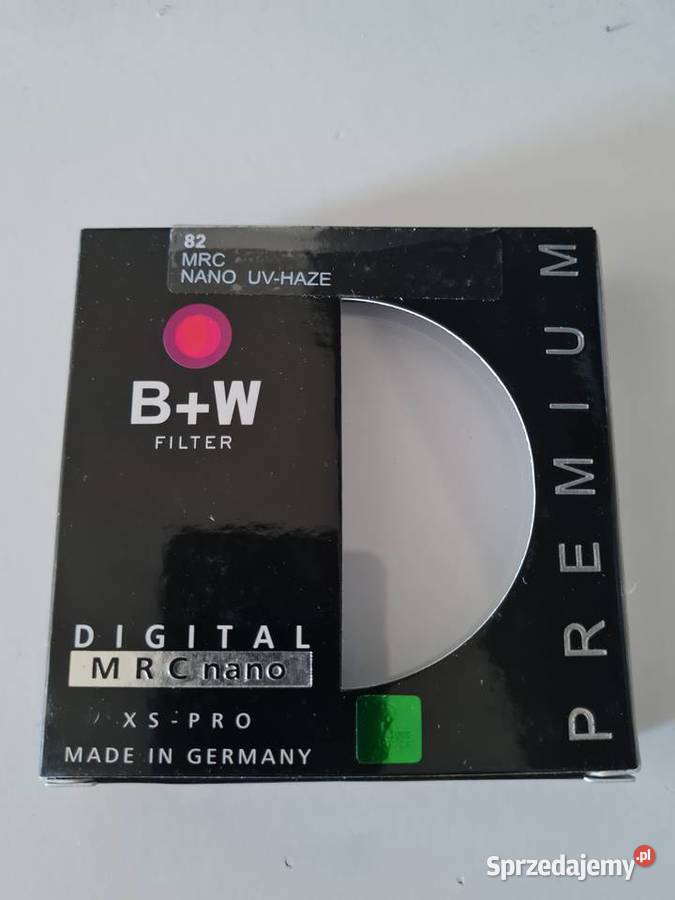 82
MRC
NANO UV-HAZE
B+W
FILTER
PREMIUM
DIGITAL
MRC nano
XS-PRO
MADE IN GERMANY
Sprzedajemy.pl